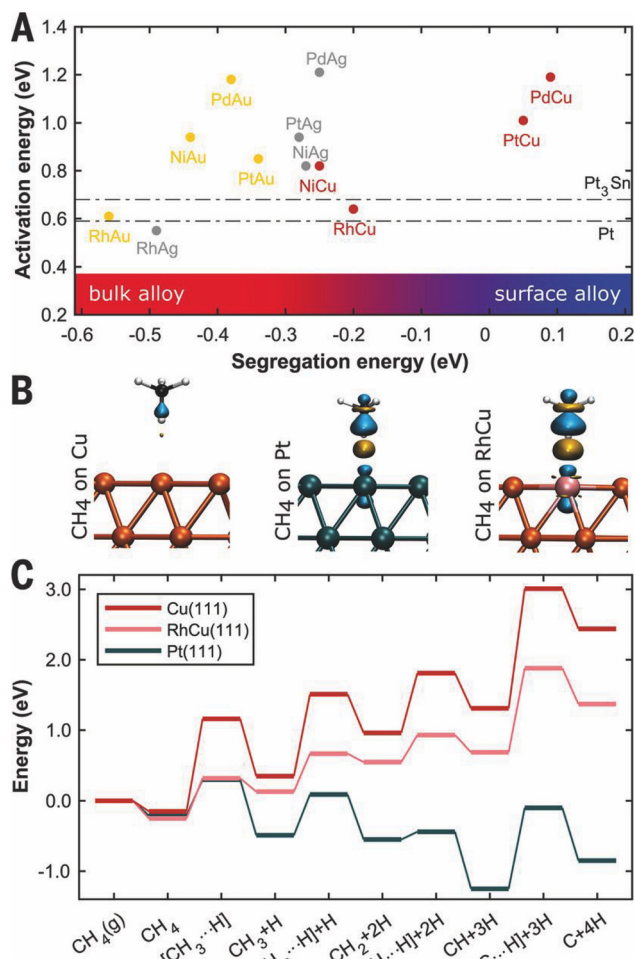 A
Activation energy (eV)
1.4
1.2
1.0
0.8
0.6
0.4
0.2
PdAg
PdAu
PdCu
PtAg
PtCu
NiAu
NiAg
PtAu
NiCu
Pt3Sn
RhAu
RhAg
RhCu
Pt
bulk alloy
surface alloy
-0.6 -0.5 -0.4 -0.3 -0.2 -0.1 0 0.1 0.2
Segregation energy (eV)
B
CH4 on Cu
CH4 on Pt
CH4 on RhCu
C
Energy (eV)
3.0
2.0
1.0
0.0
-1.0
Cu(111)
RhCu(111)
Pt(111)
CH4(g)
CH4
[CH3...H]
CH3+H
...H]+H
CH2+2H
...H]+2H
CH+3H
C...H]+3H
C+4H